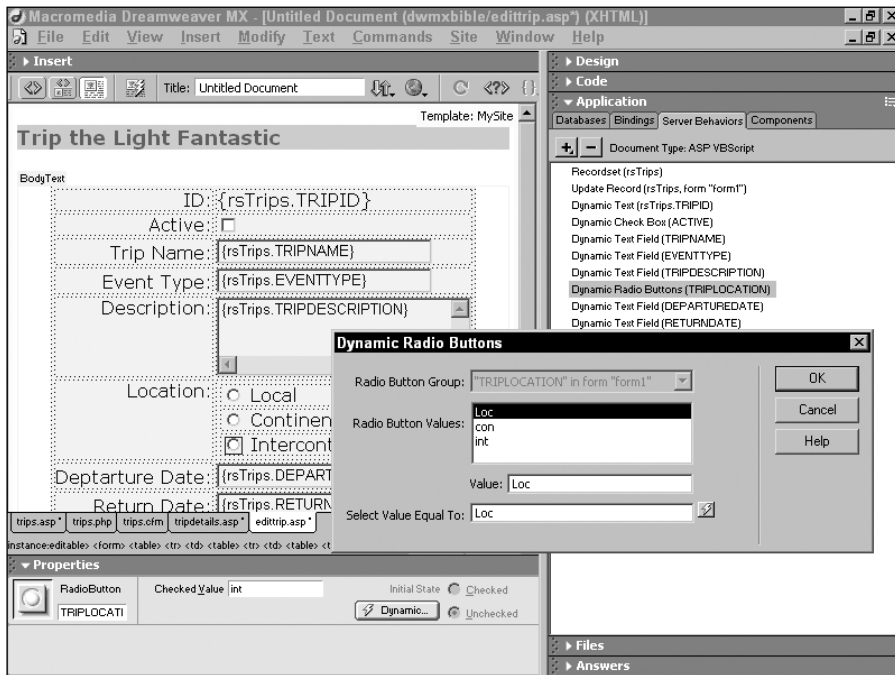 Macromedia Dreamweaver MX - [Untitled Document (dwmxbible/edittrip.asp*) (XHTML)]
File Edit View Insert Modify Text Commands Site Window Help
Insert
Title: Untitled Document
Template: MySite
Trip the Light Fantastic
BodyText
ID: {rsTrips.TRIPID}
Active:
Trip Name: {rsTrips.TRIPNAME}
Event Type: {rsTrips.EVENTTYPE}
Description: {rsTrips.TRIPDESCRIPTION}
Location: Local
Continen
Intercont
Deptarture Date: {rsTrips.DEPART
Return Date: {rsTrips.RETURN
trips.asp* trips.php trips.cfm tripdetails.asp* edittrip.asp*
instance:editable> <form> <table> <tr> <td> <table> <tr> <td> <table> <t
Properties
RadioButton Checked Value int Initial State Checked
TRIPLOCATI Dynamic... Unchecked
Design
Code
Application
Databases Bindings Server Behaviors Components
Document Type: ASP VBScript
Recordset (rsTrips)
Update Record (rsTrips, form "form1")
Dynamic Text (rsTrips.TRIPID)
Dynamic Check Box (ACTIVE)
Dynamic Text Field (TRIPNAME)
Dynamic Text Field (EVENTTYPE)
Dynamic Text Field (TRIPDESCRIPTION)
Dynamic Radio Buttons (TRIPLOCATION)
Dynamic Text Field (DEPARTUREDATE)
Dynamic Text Field (RETURNDATE)
Dynamic Radio Buttons
Radio Button Group: "TRIPLOCATION" in form "form1"
Radio Button Values: Loc
con
int
Value: Loc
Select Value Equal To: Loc
OK
Cancel
Help
Files
Answers